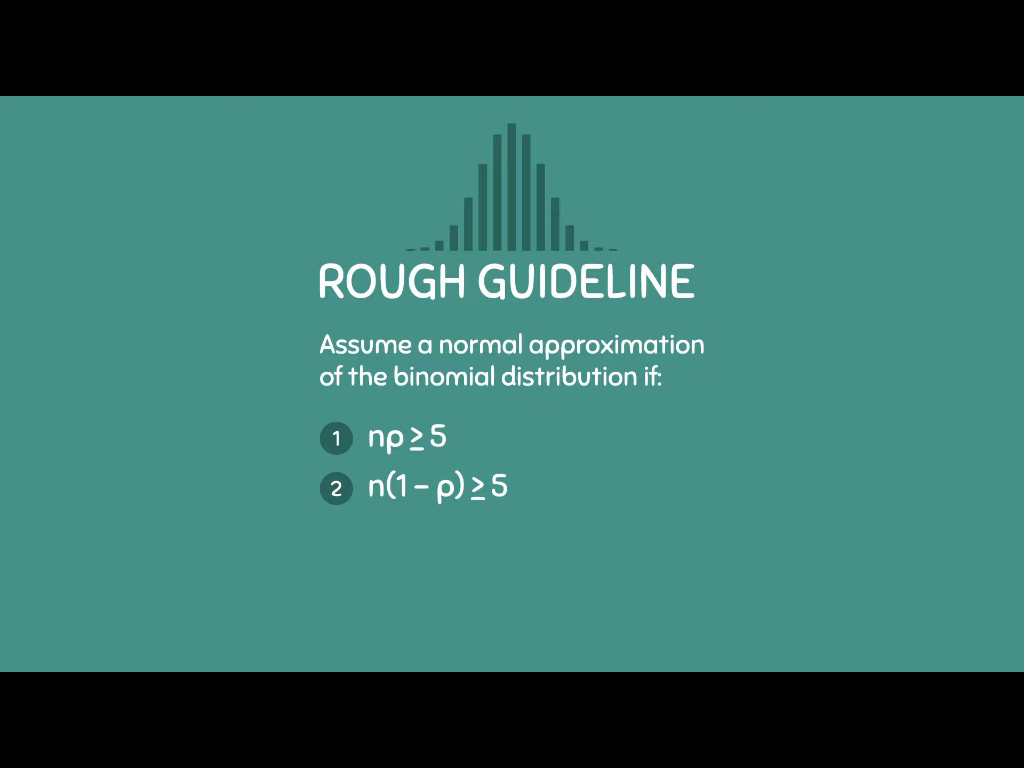 ROUGH GUIDELINE
Assume a normal approximation
of the binomial distribution if:
1 np ≥ 5
2 n(1 – p) ≥ 5